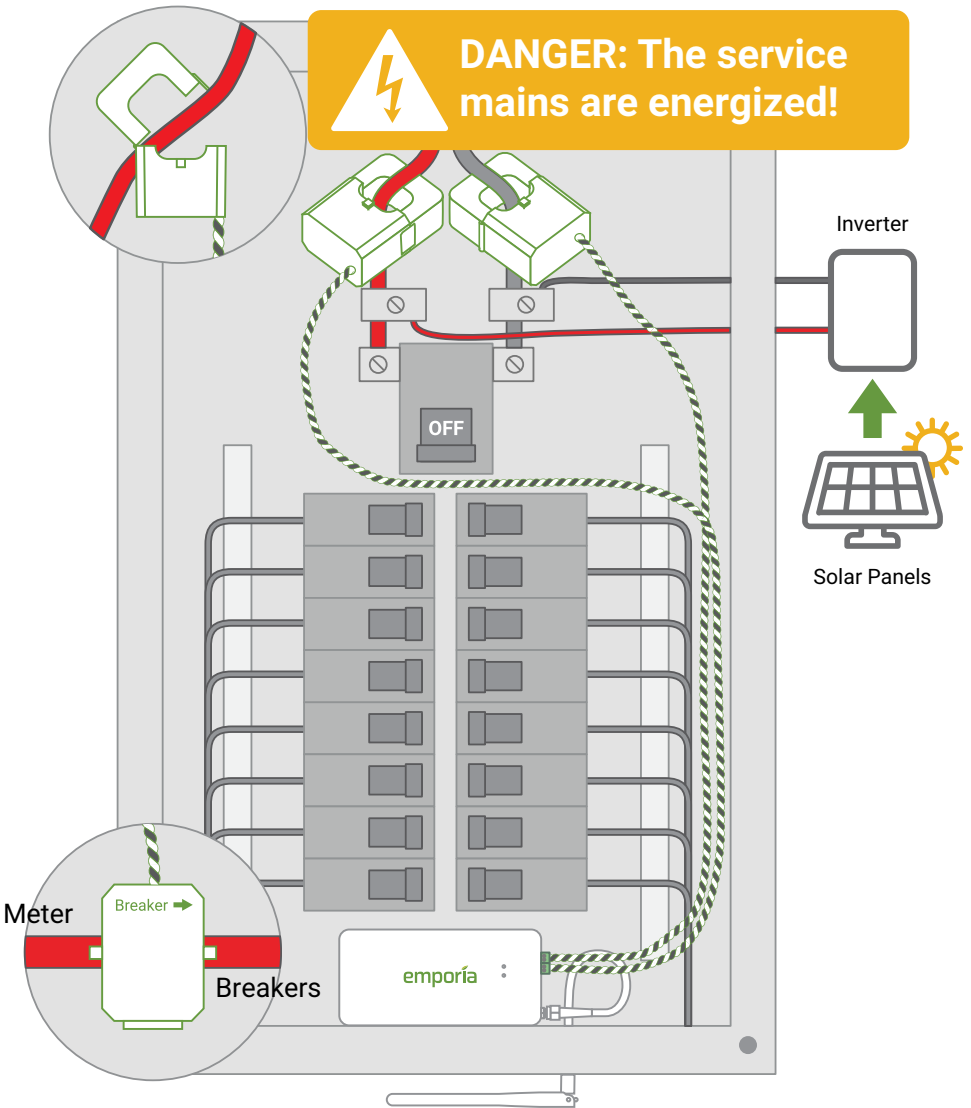 DANGER: The service
mains are energized!
Inverter
OFF
Solar Panels
Breaker
Meter
Breakers
emporia